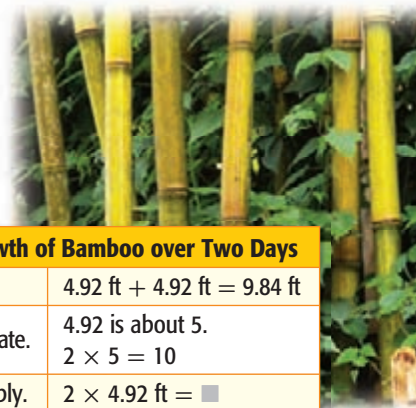 wth of Bamboo over Two Days
4.92 ft + 4.92 ft = 9.84 ft
ate.
4.92 is about 5.
2 × 5 = 10
ply.
2 × 4.92 ft = ■